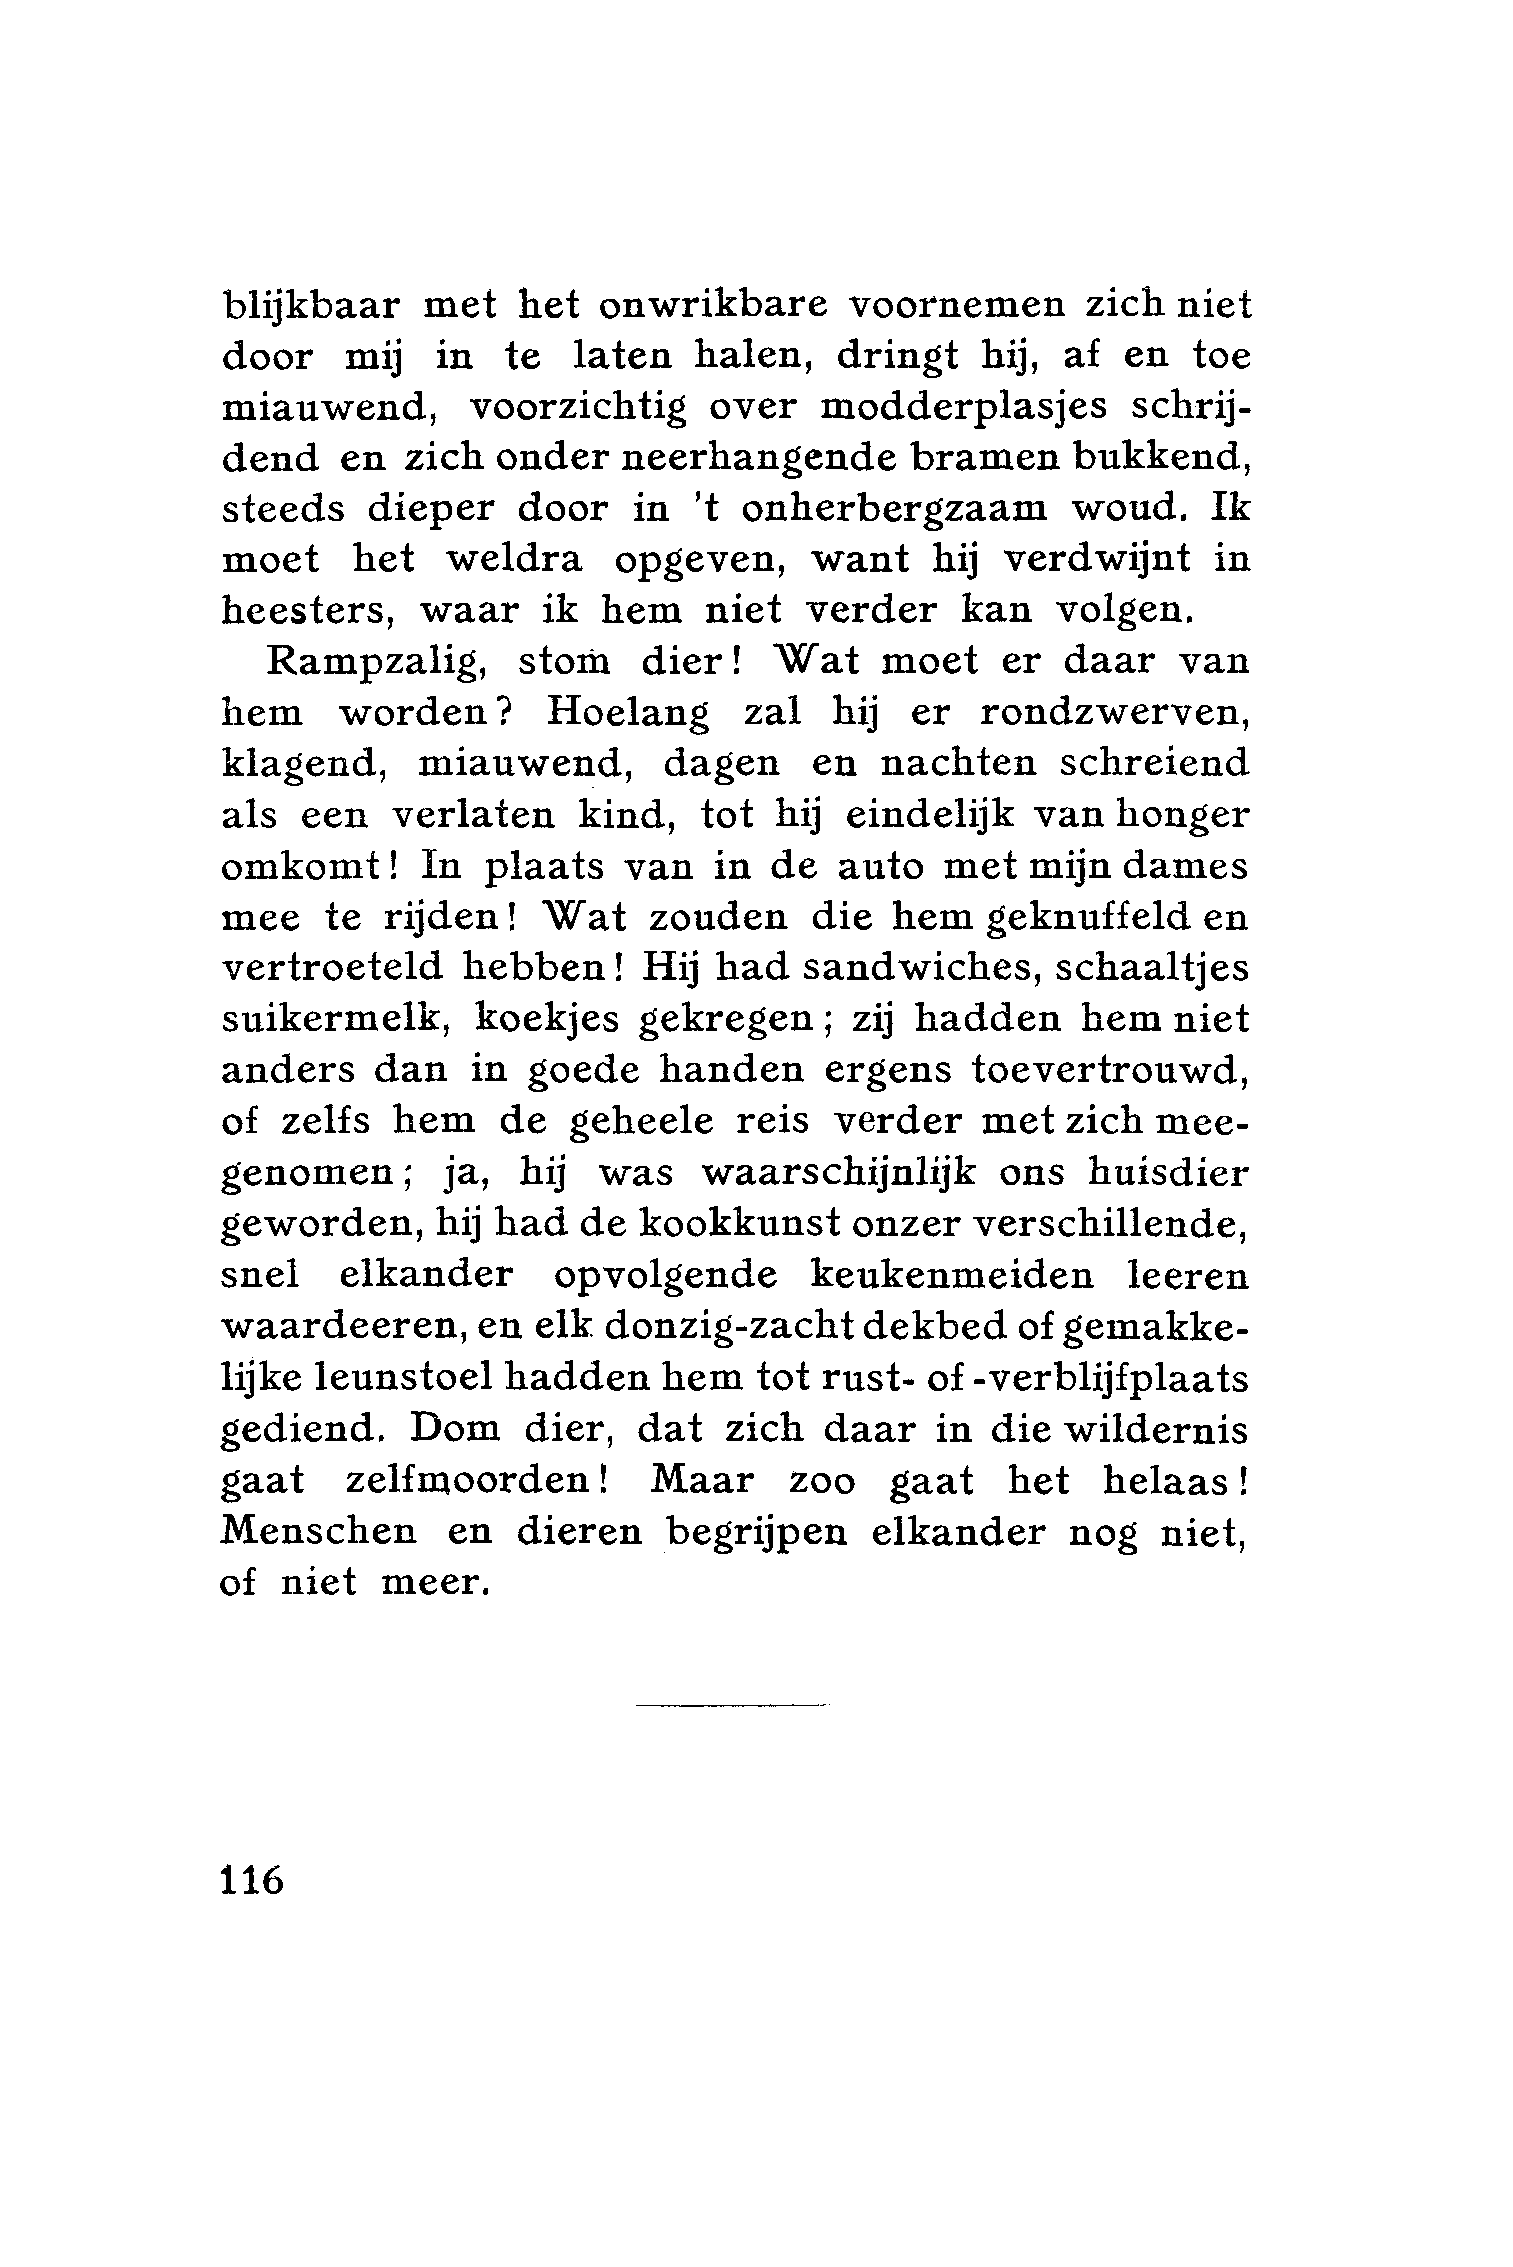 blijkbaar met het onwrikbare voornemen zich niet
door mij in te laten halen, dringt hij, af en toe
miauwend, voorzichtig over modderplasjes schrij-
dend en zich onder neerhangende bramen bukkend,
steeds dieper door in 't onherbergzaam woud. Ik
moet het weldra opgeven, want hij verdwijnt in
heesters, waar ik hem niet verder kan volgen.
Rampzalig, stom dier! Wat moet er daar van
hem worden? Hoelang zal hij er rondzwerven,
klagend, miauwend, dagen en nachten schreiend
als een verlaten kind, tot hij eindelijk van honger
omkomt! In plaats van in de auto met mijn dames
mee te rijden! Wat zouden die hem geknuffeld en
vertroeteld hebben! Hij had sandwiches, schaaltjes
suikermelk, koekjes gekregen; zij hadden hem niet
anders dan in goede handen ergens toevertrouwd,
of zelfs hem de geheele reis verder met zich mee-
genomen; ja, hij was waarschijnlijk ons huisdier
geworden, hij had de kookkunst onzer verschillende,
snel elkander opvolgende keukenmeiden leeren
waardeeren, en elk donzig-zacht dekbed of gemakke-
lijke leunstoel hadden hem tot rust- of -verblijfplaats
gediend. Dom dier, dat zich daar in die wildernis
gaat zelfmoorden! Maar zoo gaat het helaas!
Menschen en dieren begrijpen elkander nog niet,
of niet meer.
116